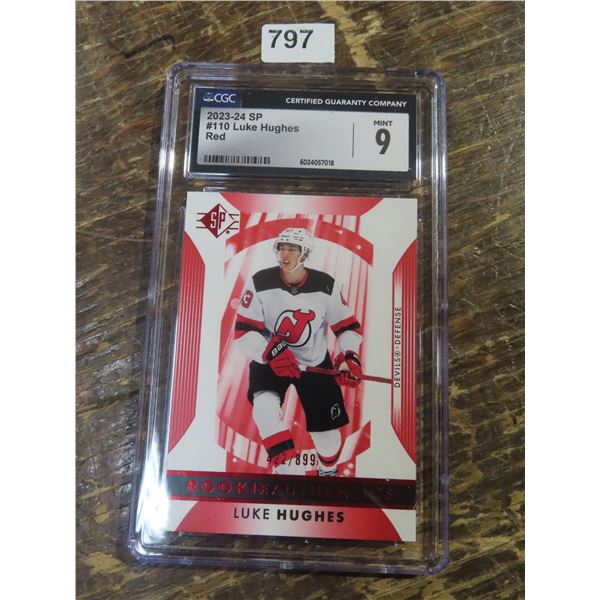 797
CGC CERTIFIED GUARANTY COMPANY
2023-24 SP
#110 Luke Hughes
Red
MINT
9
6024057018
SP
DEVILS® • DEFENSE
422/899
ROOKIE AUTHENTICS
LUKE HUGHES